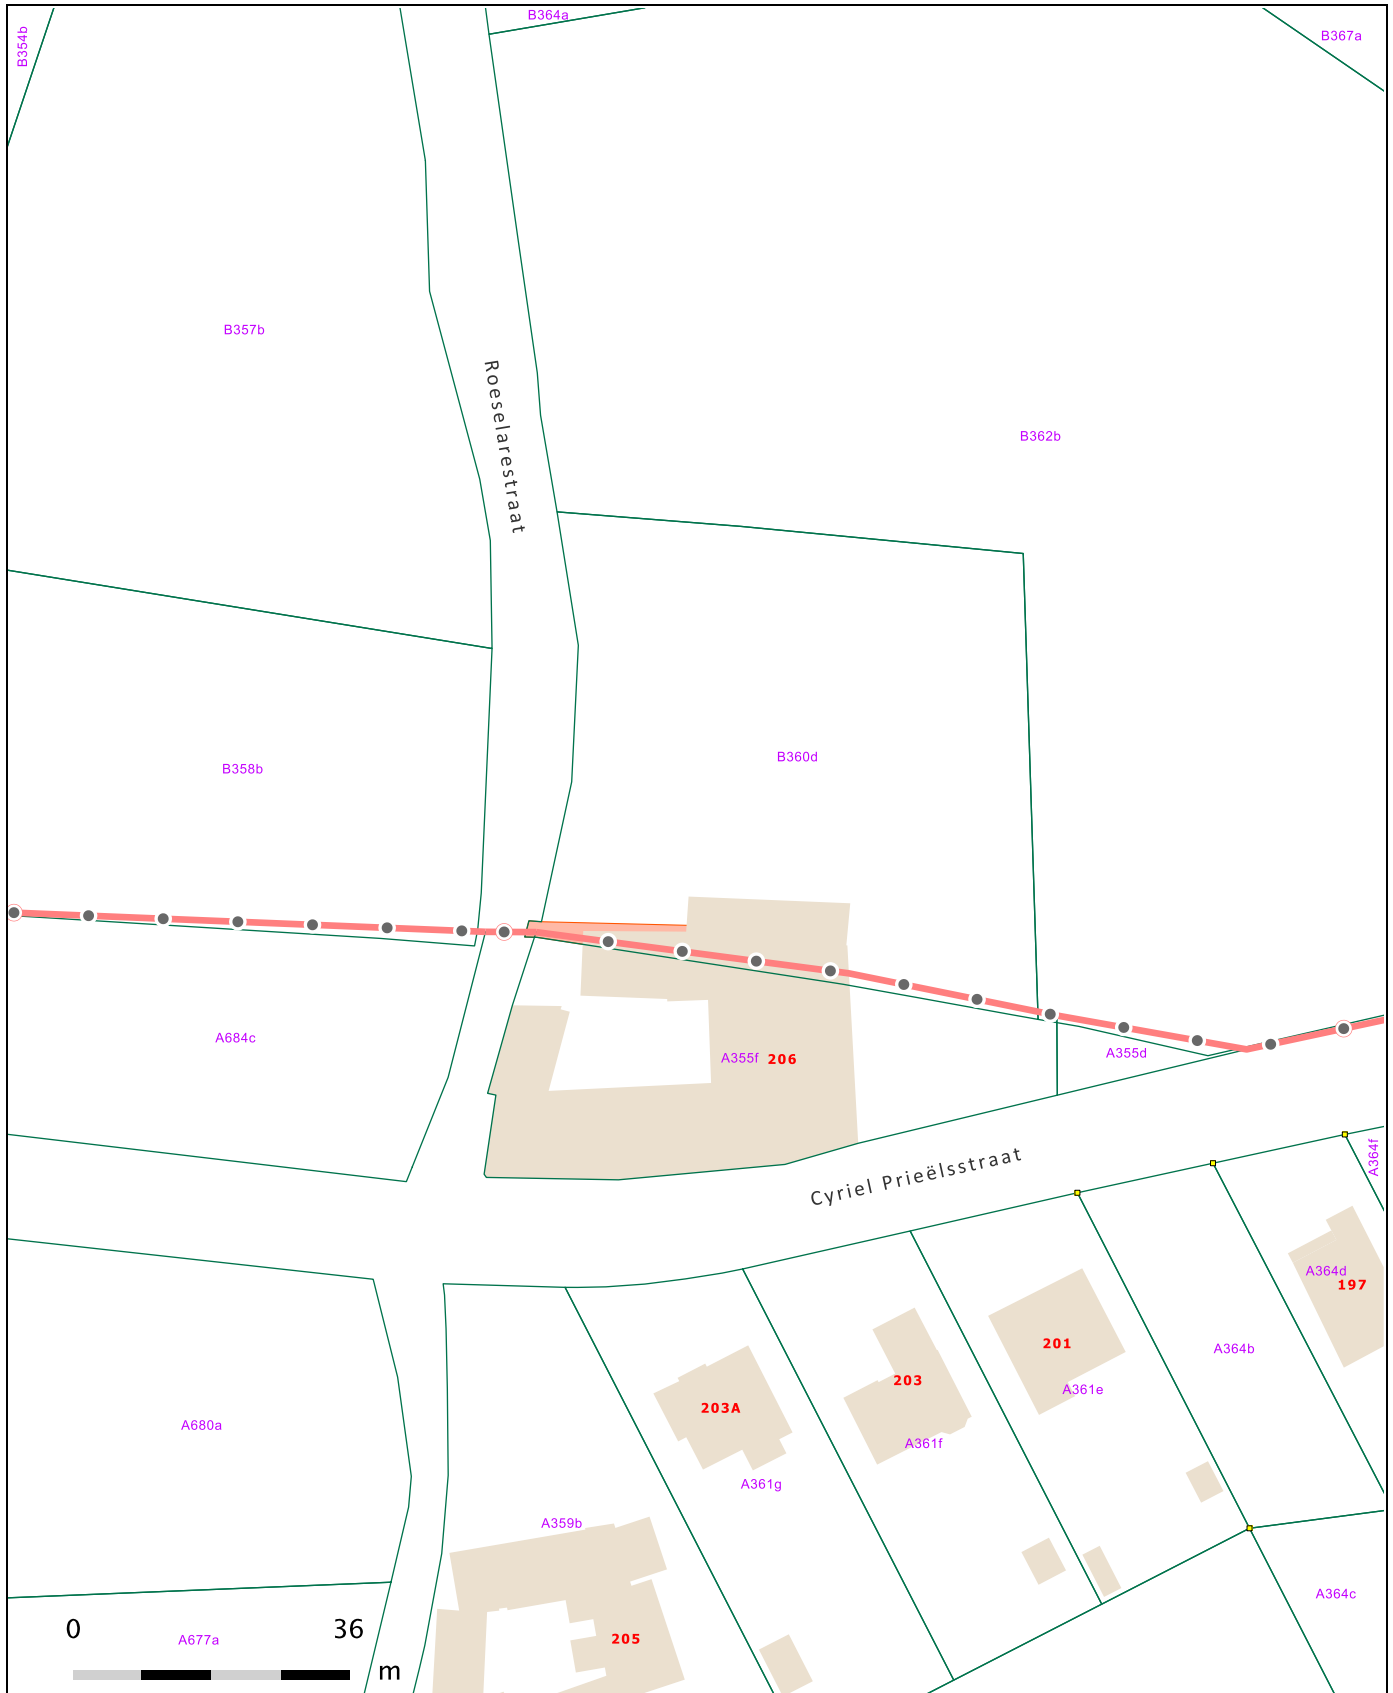 B364a
B354b
B367a
B357b
Roeselarestraat
B362b
B360d
B358b
A684c
A355f 206
A355d
Cyriel Prieëlsstraat
A364f
A364d
197
201
A364b
203
A361e
203A
A680a
A361f
A361g
A359b
A364c
0 36
205
A677a
m